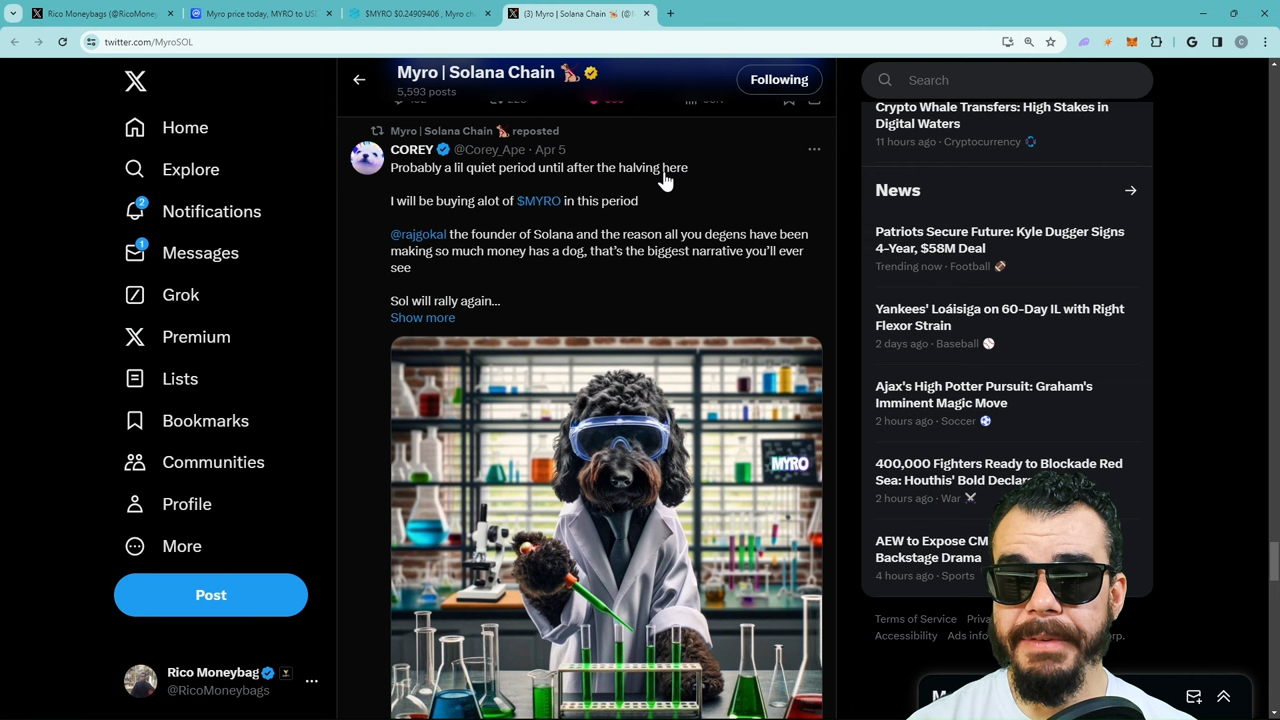 Rico Moneybags (@RicoMoney
Myro price today, MYRO to US
$MYRO $0.24909406 , Myro ch
(3) Myro | Solana Chain
twitter.com/MyroSOL
Home
Explore
2
Notifications
1
Messages
Grok
Premium
Lists
Bookmarks
Communities
Profile
More
Post
Rico Moneybag
@RicoMoneybags
Myro | Solana Chain
5,593 posts
Following
Myro | Solana Chain reposted
COREY @Corey_Ape · Apr 5
Probably a lil quiet period until after the halving here
I will be buying alot of $MYRO in this period
@rajgokal the founder of Solana and the reason all you degens have been
making so much money has a dog, that's the biggest narrative you'll ever
see
Sol will rally again...
Show more
MYRO
Search
Crypto Whale Transfers: High Stakes in
Digital Waters
11 hours ago · Cryptocurrency
News
Patriots Secure Future: Kyle Dugger Signs
4-Year, $58M Deal
Trending now · Football
Yankees' Loáisiga on 60-Day IL with Right
Flexor Strain
2 days ago · Baseball
Ajax's High Potter Pursuit: Graham's
Imminent Magic Move
2 hours ago · Soccer
400,000 Fighters Ready to Blockade Red
Sea: Houthis' Bold Declar
2 hours ago · War
AEW to Expose CM
Backstage Drama
4 hours ago · Sports
Terms of Service Priva
Accessibility Ads info orp.